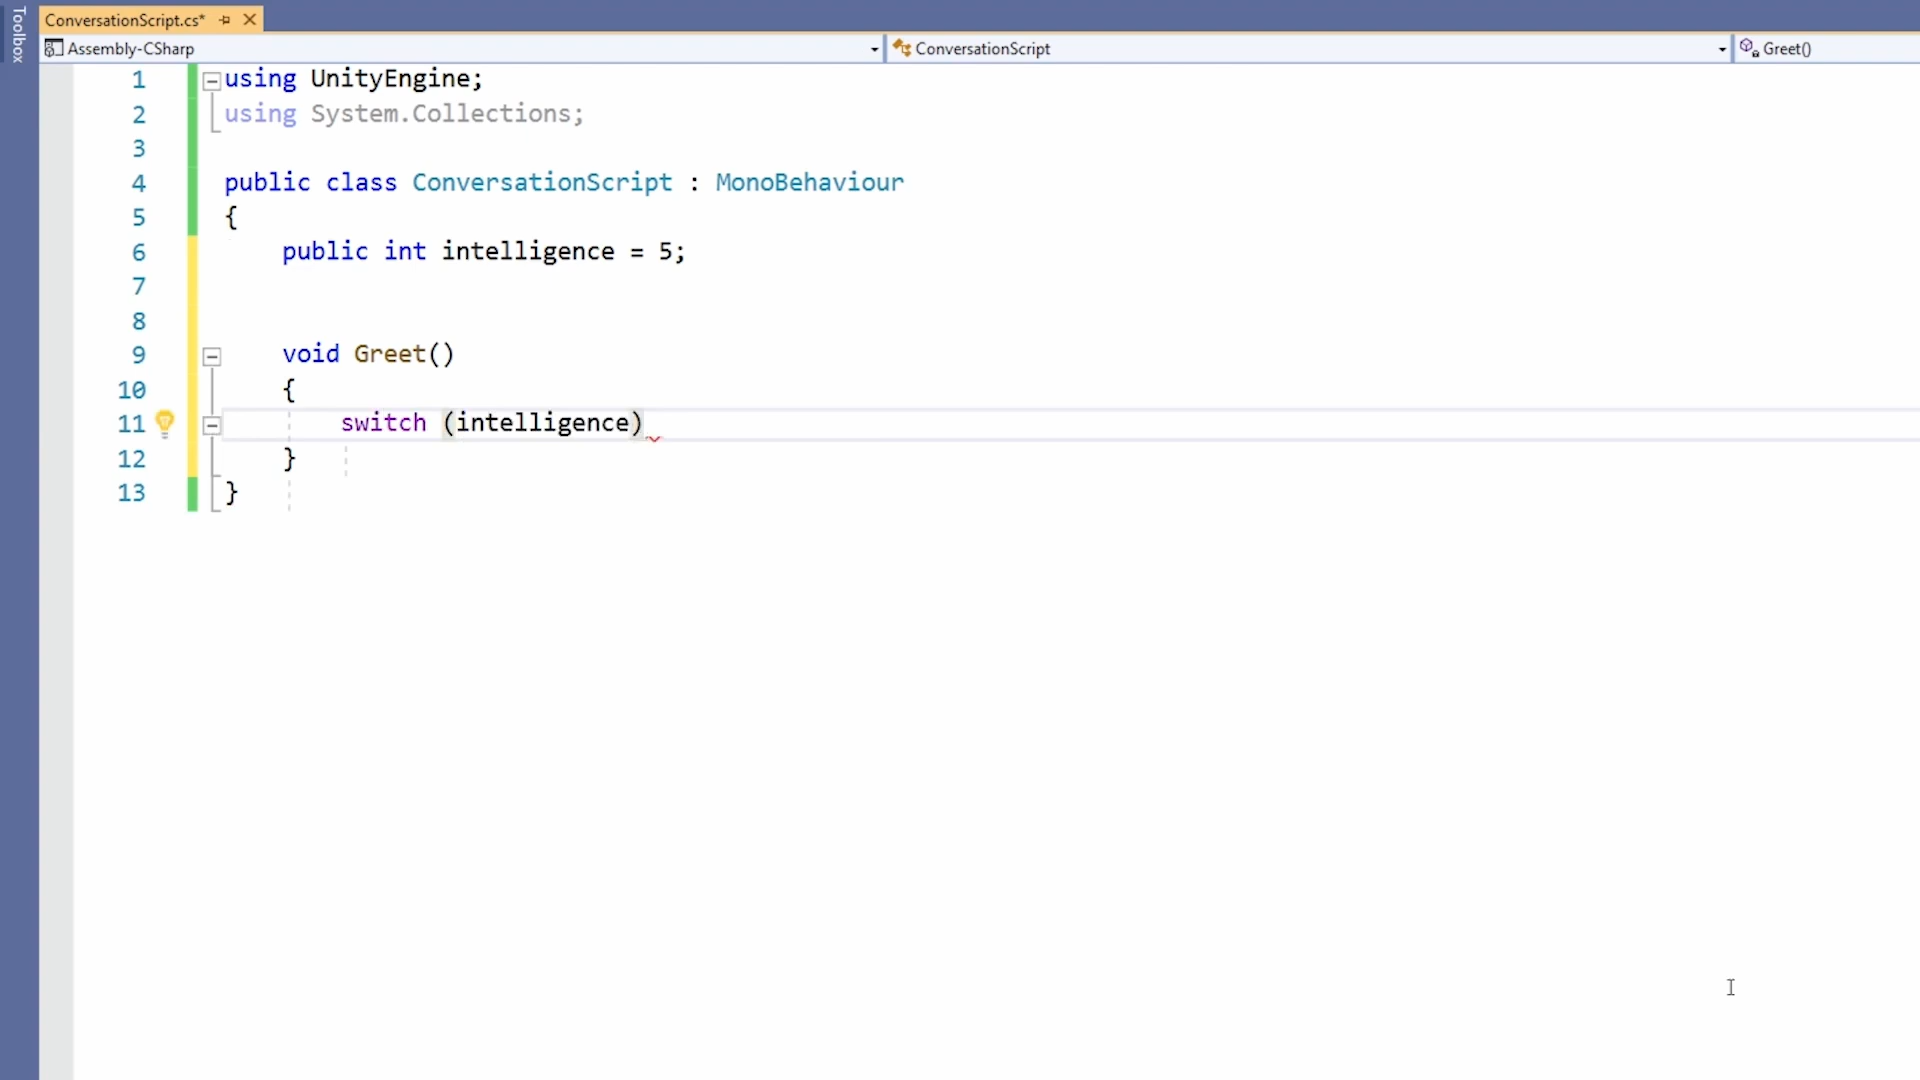 Toolbox
ConversationScript.cs*
Assembly-CSharp
ConversationScript
Greet()
1 using UnityEngine;
2 using System.Collections;
3
4 public class ConversationScript : MonoBehaviour
5 {
6 public int intelligence = 5;
7
8
9 void Greet()
10 {
11 switch (intelligence)
12 }
13 }